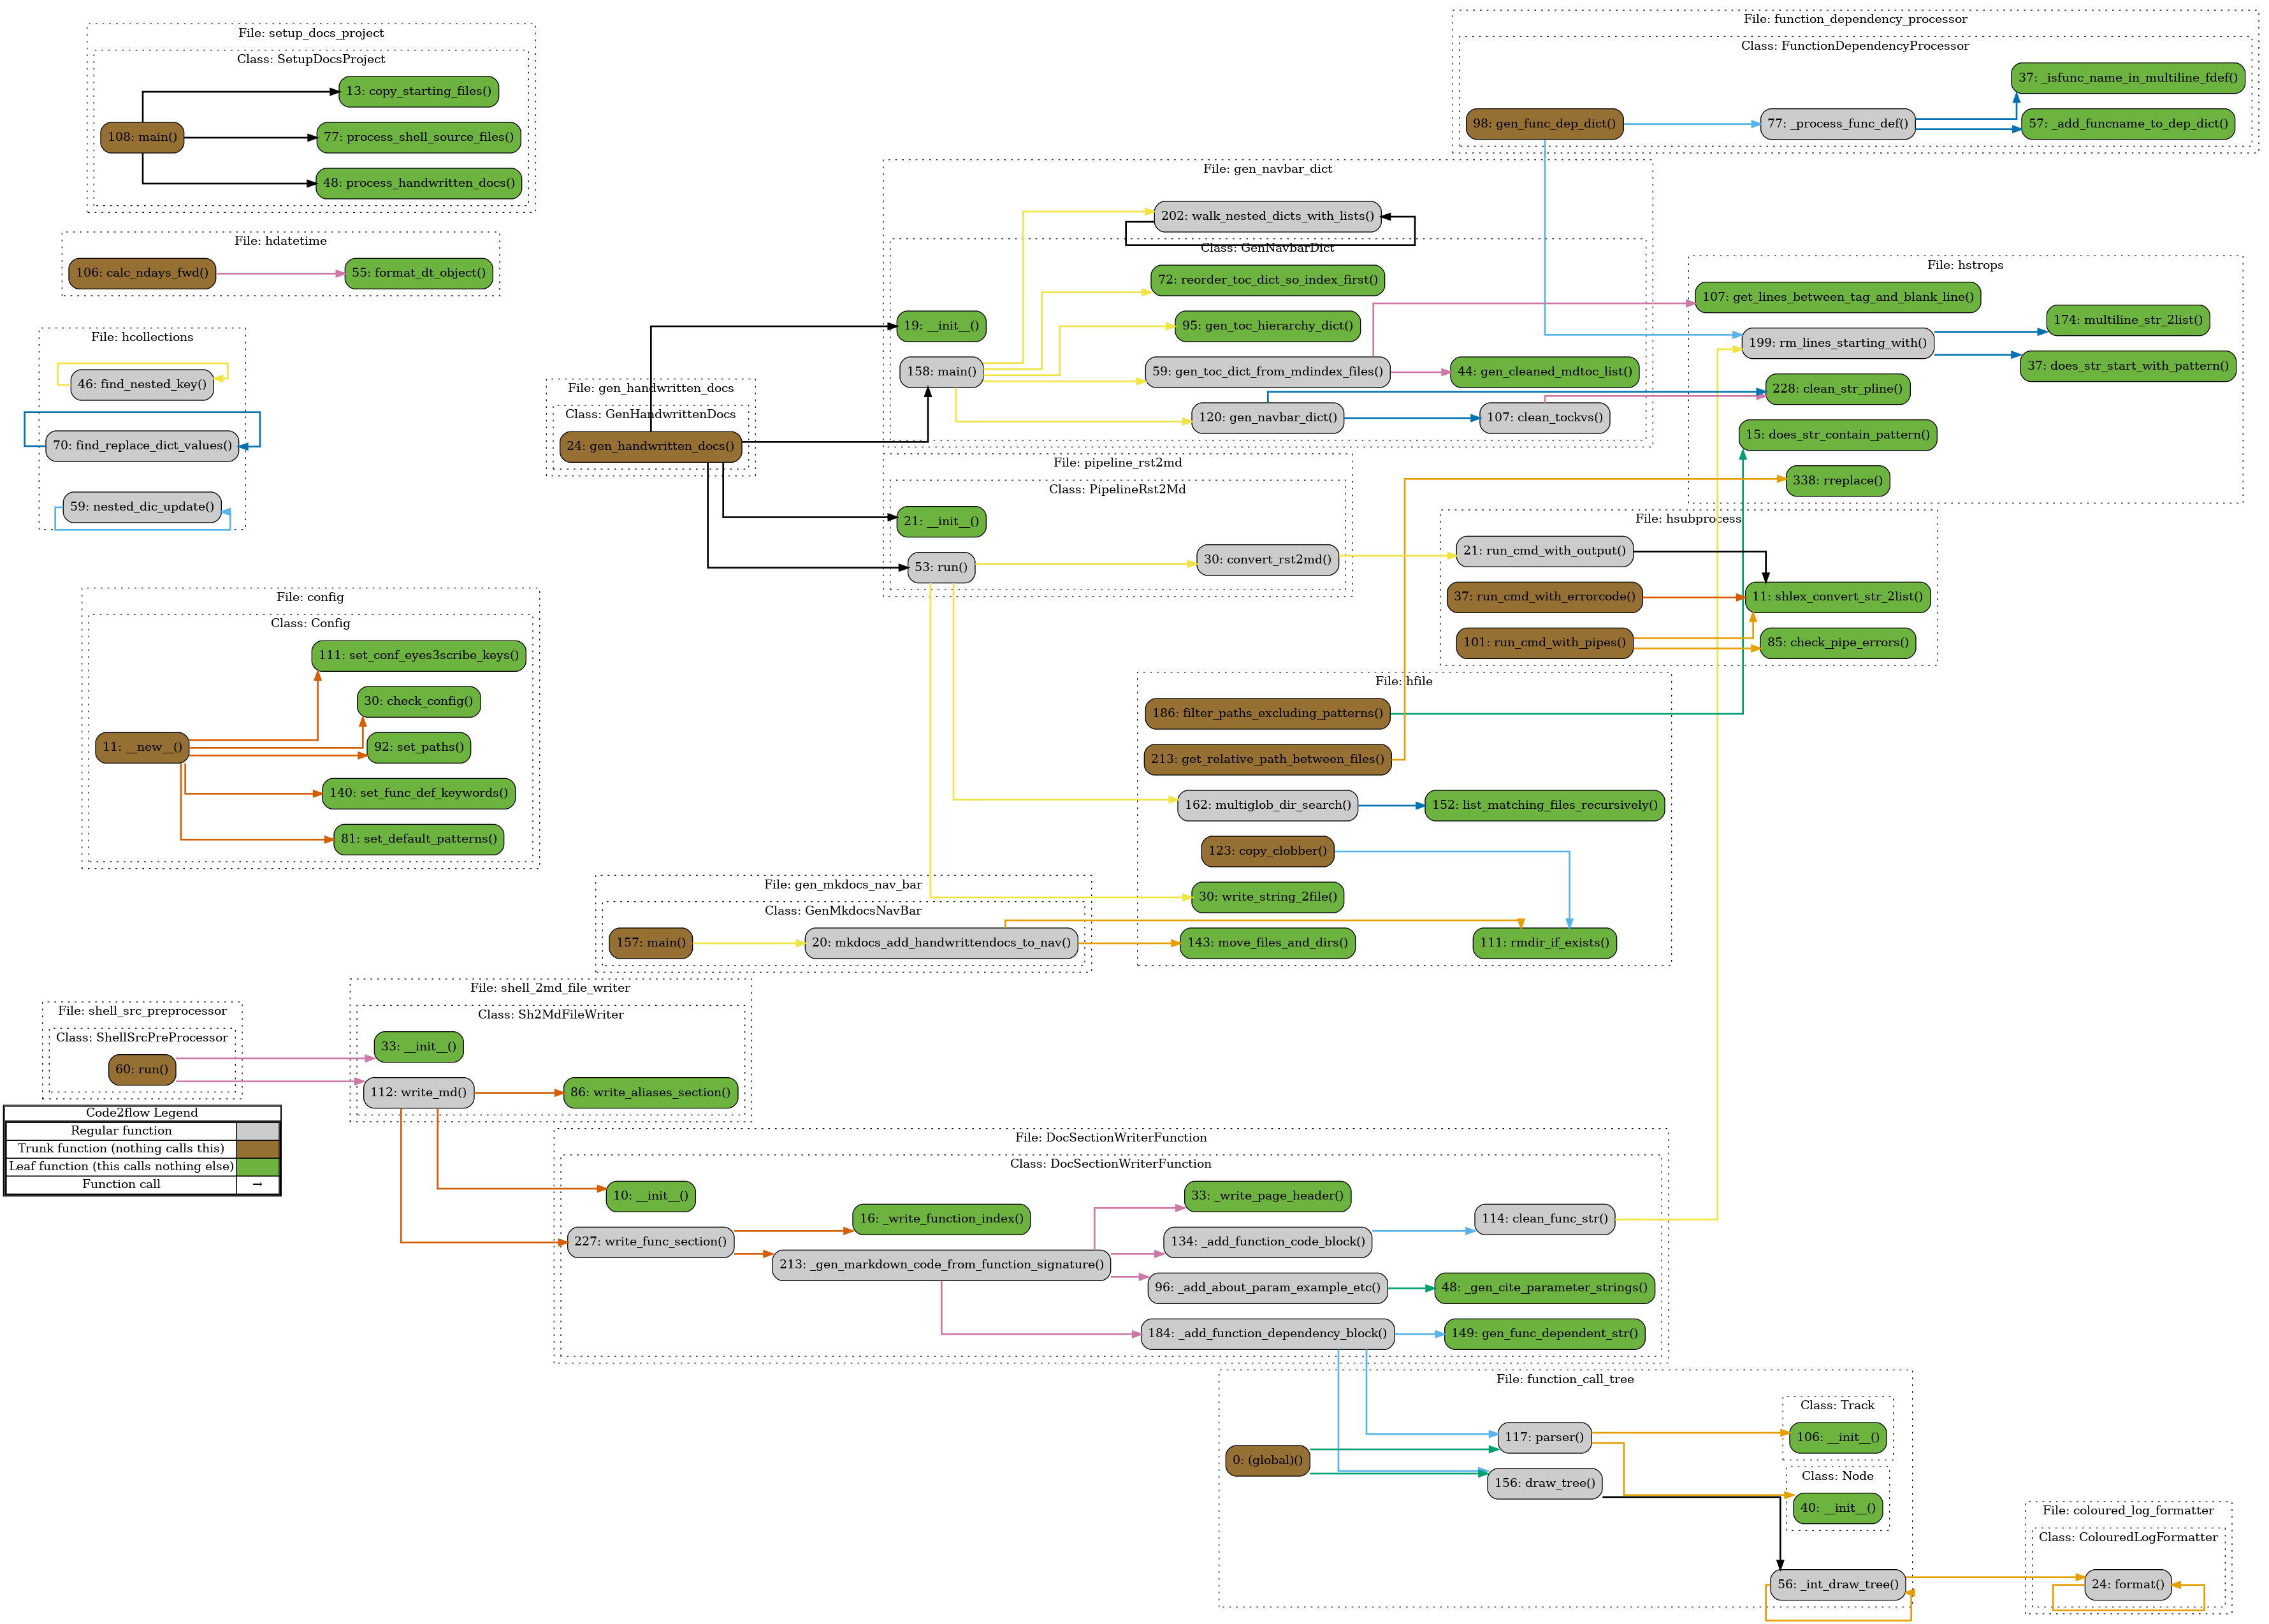 File: setup_docs_project
Class: SetupDocsProject
13: copy_starting_files()
108: main()
77: process_shell_source_files()
48: process_handwritten_docs()
File: hdatetime
106: calc_ndays_fwd()
55: format_dt_object()
File: hcollections
46: find_nested_key()
70: find_replace_dict_values()
59: nested_dic_update()
File: config
Class: Config
111: set_conf_eyes3scribe_keys()
30: check_config()
11: __new__()
92: set_paths()
140: set_func_def_keywords()
81: set_default_patterns()
File: function_dependency_processor
Class: FunctionDependencyProcessor
37: _isfunc_name_in_multiline_fdef()
98: gen_func_dep_dict()
77: _process_func_def()
57: _add_funcname_to_dep_dict()
File: gen_navbar_dict
202: walk_nested_dicts_with_lists()
Class: GenNavbarDict
72: reorder_toc_dict_so_index_first()
19: __init__()
95: gen_toc_hierarchy_dict()
158: main()
59: gen_toc_dict_from_mdindex_files()
44: gen_cleaned_mdtoc_list()
120: gen_navbar_dict()
107: clean_tockvs()
File: hstrops
107: get_lines_between_tag_and_blank_line()
174: multiline_str_2list()
199: rm_lines_starting_with()
37: does_str_start_with_pattern()
228: clean_str_pline()
15: does_str_contain_pattern()
338: rreplace()
File: gen_handwritten_docs
Class: GenHandwrittenDocs
24: gen_handwritten_docs()
File: pipeline_rst2md
Class: PipelineRst2Md
21: __init__()
53: run()
30: convert_rst2md()
File: hsubprocess
21: run_cmd_with_output()
37: run_cmd_with_errorcode()
11: shlex_convert_str_2list()
101: run_cmd_with_pipes()
85: check_pipe_errors()
File: hfile
186: filter_paths_excluding_patterns()
213: get_relative_path_between_files()
162: multiglob_dir_search()
152: list_matching_files_recursively()
123: copy_clobber()
30: write_string_2file()
143: move_files_and_dirs()
111: rmdir_if_exists()
File: gen_mkdocs_nav_bar
Class: GenMkdocsNavBar
157: main()
20: mkdocs_add_handwrittendocs_to_nav()
File: shell_src_preprocessor
Class: ShellSrcPreProcessor
60: run()
File: shell_2md_file_writer
Class: Sh2MdFileWriter
33: __init__()
112: write_md()
86: write_aliases_section()
Code2flow Legend
Regular function
Trunk function (nothing calls this)
Leaf function (this calls nothing else)
Function call →
File: DocSectionWriterFunction
Class: DocSectionWriterFunction
10: __init__()
33: _write_page_header()
16: _write_function_index()
114: clean_func_str()
227: write_func_section()
134: _add_function_code_block()
213: _gen_markdown_code_from_function_signature()
96: _add_about_param_example_etc()
48: _gen_cite_parameter_strings()
184: _add_function_dependency_block()
149: gen_func_dependent_str()
File: function_call_tree
Class: Track
117: parser()
106: __init__()
0: (global)()
Class: Node
156: draw_tree()
40: __init__()
56: _int_draw_tree()
File: coloured_log_formatter
Class: ColouredLogFormatter
24: format()